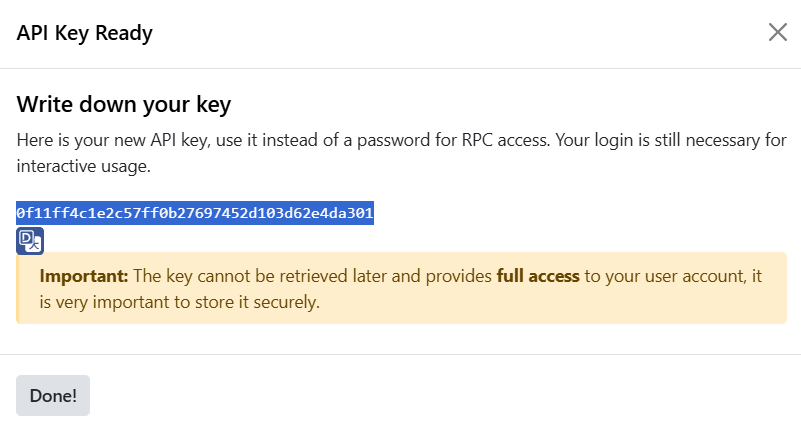 API Key Ready
Write down your key
Here is your new API key, use it instead of a password for RPC access. Your login is still necessary for
interactive usage.
0f11ff4c1e2c57ff0b27697452d103d62e4da301
Important: The key cannot be retrieved later and provides full access to your user account, it
is very important to store it securely.
Done!